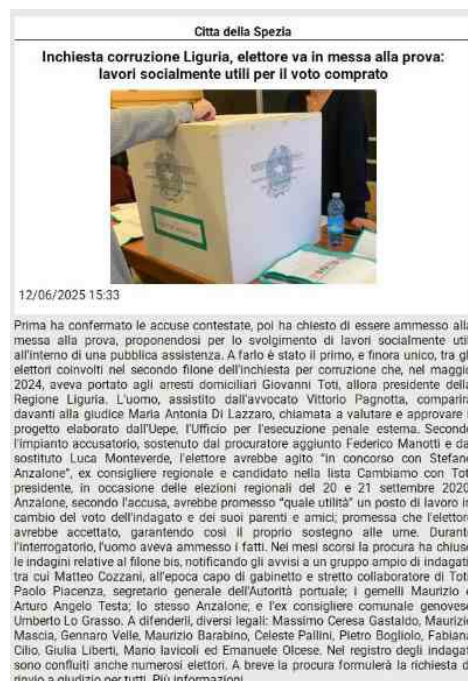 Citta della Spezia
Inchiesta corruzione Liguria, elettore va in messa alla prova:
lavori socialmente utili per il voto comprato
12/06/2025 15:33
Prima ha confermato le accuse contestate, poi ha chiesto di essere ammesso alla
messa alla prova, proponendosi per lo svolgimento di lavori socialmente util
all'interno di una pubblica assistenza. A farlo è stato il primo, e finora unico, tra gl
elettori coinvolti nel secondo filone dell'inchiesta per corruzione che, nel maggio
2024, aveva portato agli arresti domiciliari Giovanni Toti, allora presidente della
Regione Liguria. L'uomo, assistito dall'avvocato Vittorio Pagnotta, comparirà
davanti alla giudice Maria Antonia Di Lazzaro, chiamata a valutare e approvare i
progetto elaborato dall'Uepe, l'Ufficio per l'esecuzione penale esterna. Secondo
l'impianto accusatorio, sostenuto dal procuratore aggiunto Federico Manotti e da
sostituto Luca Monteverde, l'elettore avrebbe agito "in concorso con Stefano
Anzalone", ex consigliere regionale e candidato nella lista Cambiamo con Toti
presidente, in occasione delle elezioni regionali del 20 e 21 settembre 2020.
Anzalone, secondo l'accusa, avrebbe promesso "quale utilità" un posto di lavoro in
cambio del voto dell'indagato e dei suoi parenti e amici; promessa che l'elettore
avrebbe accettato, garantendo così il proprio sostegno alle urne. Durante
l'interrogatorio, l'uomo aveva ammesso i fatti. Nei mesi scorsi la procura ha chiuso
le indagini relative al filone bis, notificando gli avvisi a un gruppo ampio di indagati
tra cui Matteo Cozzani, all'epoca capo di gabinetto e stretto collaboratore di Toti
Paolo Piacenza, segretario generale dell'Autorità portuale; i gemelli Maurizio e
Arturo Angelo Testa; lo stesso Anzalone; e l'ex consigliere comunale genovese
Umberto Lo Grasso. A difenderli, diversi legali: Massimo Ceresa Gastaldo, Maurizio
Mascia, Gennaro Velle, Maurizio Barabino, Celeste Pallini, Pietro Bogliolo, Fabiana
Cilio, Giulia Liberti, Mario Iavicoli ed Emanuele Olcese. Nel registro degli indagat
sono confluiti anche numerosi elettori. A breve la procura formulerà la richiesta d
rinvio a giudizio per tutti. Più informazioni